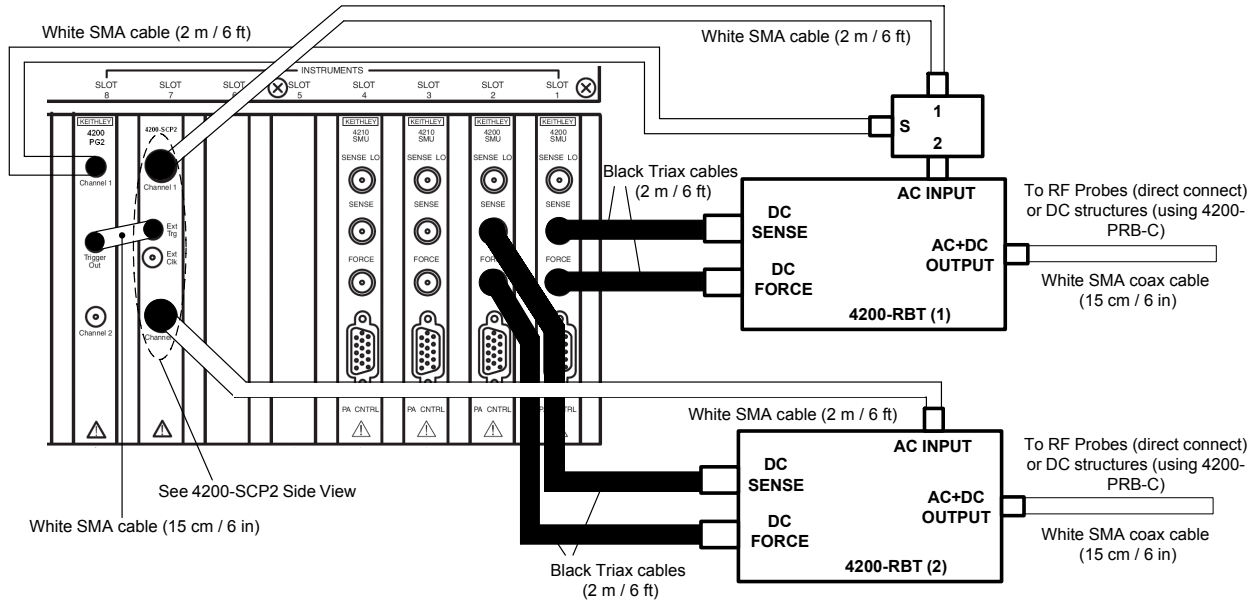 White SMA cable (2 m / 6 ft)
White SMA cable (2 m / 6 ft)
INSTRUMENTS
SLOT
8
SLOT
7
SLOT
6
SLOT
5
SLOT
4
SLOT
3
SLOT
2
SLOT
1
KEITHLEY
4200
PG2
Channel 1
Trigger
Out
Channel 2
4200-SCP2
Channel 1
Ext
Trg
Ext
Clk
Channel
KEITHLEY
4210
SMU
SENSE LO
SENSE
FORCE
PA CNTRL
KEITHLEY
4210
SMU
SENSE LO
SENSE
FORCE
PA CNTRL
KEITHLEY
4200
SMU
SENSE LO
SENSE
FORCE
PA CNTRL
KEITHLEY
4200
SMU
SENSE LO
SENSE
FORCE
PA CNTRL
S
1
2
Black Triax cables
(2 m / 6 ft)
AC INPUT
DC
SENSE
DC
FORCE
AC+DC
OUTPUT
4200-RBT (1)
To RF Probes (direct connect)
or DC structures (using 4200-
PRB-C)
White SMA coax cable
(15 cm / 6 in)
White SMA cable (2 m / 6 ft)
AC INPUT
DC
SENSE
DC
FORCE
AC+DC
OUTPUT
4200-RBT (2)
To RF Probes (direct connect)
or DC structures (using 4200-
PRB-C)
White SMA coax cable
(15 cm / 6 in)
See 4200-SCP2 Side View
White SMA cable (15 cm / 6 in)
Black Triax cables
(2 m / 6 ft)